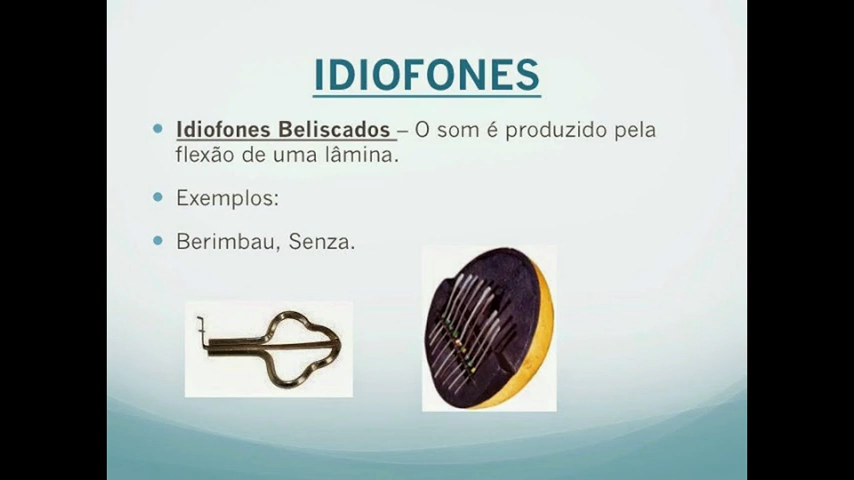 IDIOFONES
Idiofones Beliscados – O som é produzido pela
flexão de uma lâmina.
Exemplos:
Berimbau, Senza.